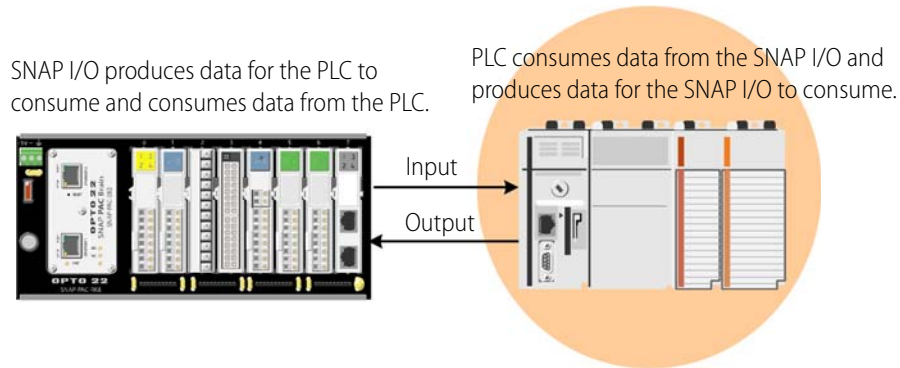 SNAP I/O produces data for the PLC to
consume and consumes data from the PLC.
PLC consumes data from the SNAP I/O and
produces data for the SNAP I/O to consume.
Input
Output
OPTO 22
SNAP PAC Brain
OPTO 22